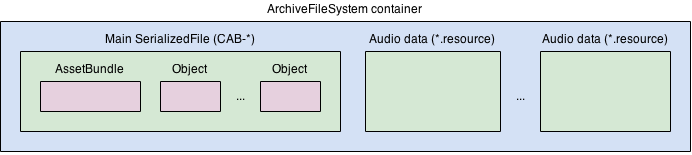 ArchiveFileSystem container
Main SerializedFile (CAB-*)
Audio data (*.resource)
Audio data (*.resource)
AssetBundle
Object
Object
...
...